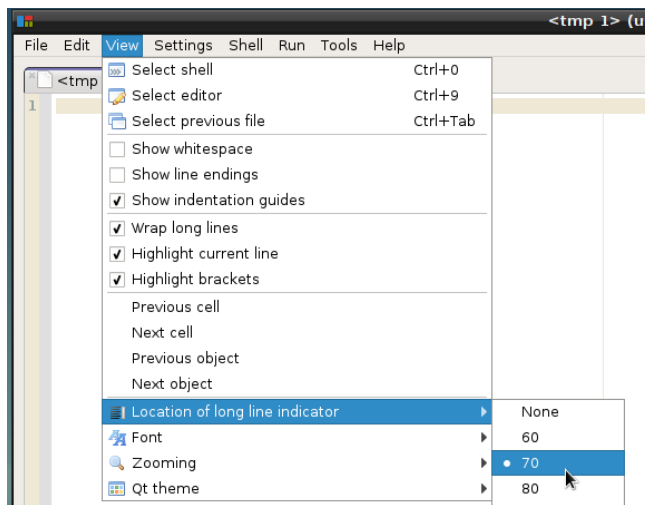 <tmp 1> (u
File Edit View Settings Shell Run Tools Help
<tmp
Select shell Ctrl+0
Select editor Ctrl+9
1
Select previous file Ctrl+Tab
Show whitespace
Show line endings
Show indentation guides
Wrap long lines
Highlight current line
Highlight brackets
Previous cell
Next cell
Previous object
Next object
Location of long line indicator
None
Font
60
Zooming
70
Qt theme
80